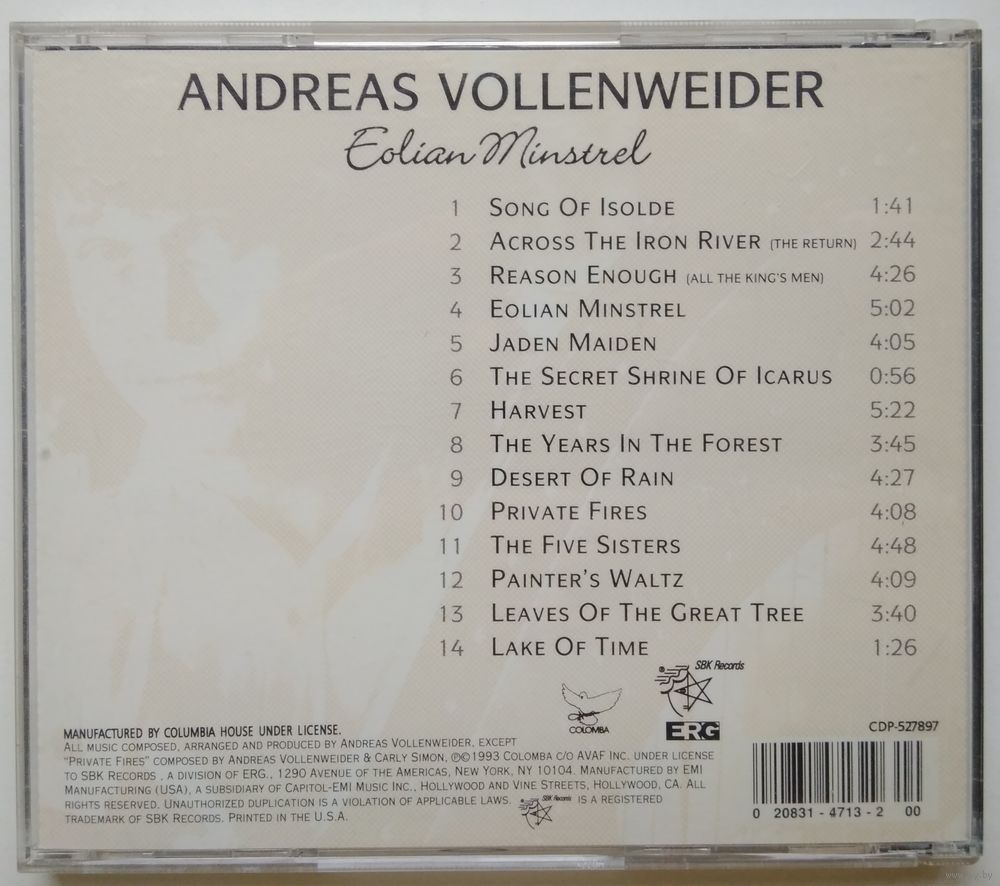 ANDREAS VOLLENWEIDER
Eolian Minstrel
1 SONG OF ISOLDE 1:41
2 ACROSS THE IRON RIVER (THE RETURN) 2:44
3 REASON ENOUGH (ALL THE KING'S MEN) 4:26
4 EOLIAN MINSTREL 5:02
5 JADEN MAIDEN 4:05
6 THE SECRET SHRINE OF ICARUS 0:56
7 HARVEST 5:22
8 THE YEARS IN THE FOREST 3:45
9 DESERT OF RAIN 4:27
10 PRIVATE FIRES 4:08
11 THE FIVE SISTERS 4:48
12 PAINTER'S WALTZ 4:09
13 LEAVES OF THE GREAT TREE 3:40
14 LAKE OF TIME 1:26
® SBK Records
COLOMBA
ERG
CDP-527897
MANUFACTURED BY COLUMBIA HOUSE UNDER LICENSE.
ALL MUSIC COMPOSED, ARRANGED AND PRODUCED BY ANDREAS VOLLENWEIDER, EXCEPT
"PRIVATE FIRES" COMPOSED BY ANDREAS VOLLENWEIDER & CARLY SIMON, ℗©1993 COLOMBA C/O AVAF INC. UNDER LICENSE
TO SBK RECORDS , A DIVISION OF ERG., 1290 AVENUE OF THE AMERICAS, NEW YORK, NY 10104. MANUFACTURED BY EMI
MANUFACTURING (USA), A SUBSIDIARY OF CAPITOL-EMI MUSIC INC., HOLLYWOOD AND VINE STREETS, HOLLYWOOD, CA. ALL
RIGHTS RESERVED. UNAUTHORIZED DUPLICATION IS A VIOLATION OF APPLICABLE LAWS. SBK Records IS A REGISTERED
TRADEMARK OF SBK RECORDS. PRINTED IN THE U.S.A.
0 20831 - 4713 - 2 00